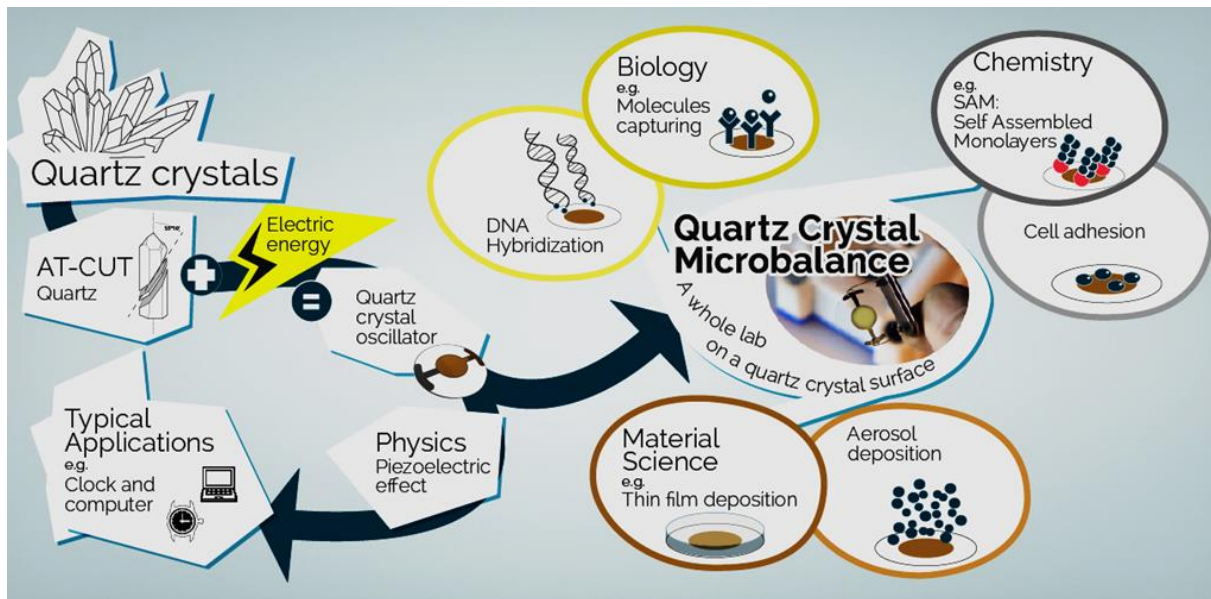 Quartz crystals
AT-CUT
Quartz
Electric
energy
Quartz
crystal
oscillator
Physics
Piezoelectric
effect
Typical
Applications
e.g.
Clock and
computer
Quartz Crystal
Microbalance
A whole lab
on a quartz crystal surface
DNA
Hybridization
Biology
e.g.
Molecules
capturing
Chemistry
e.g.
SAM:
Self Assembled
Monolayers
Cell adhesion
Material
Science
e.g.
Thin film deposition
Aerosol
deposition